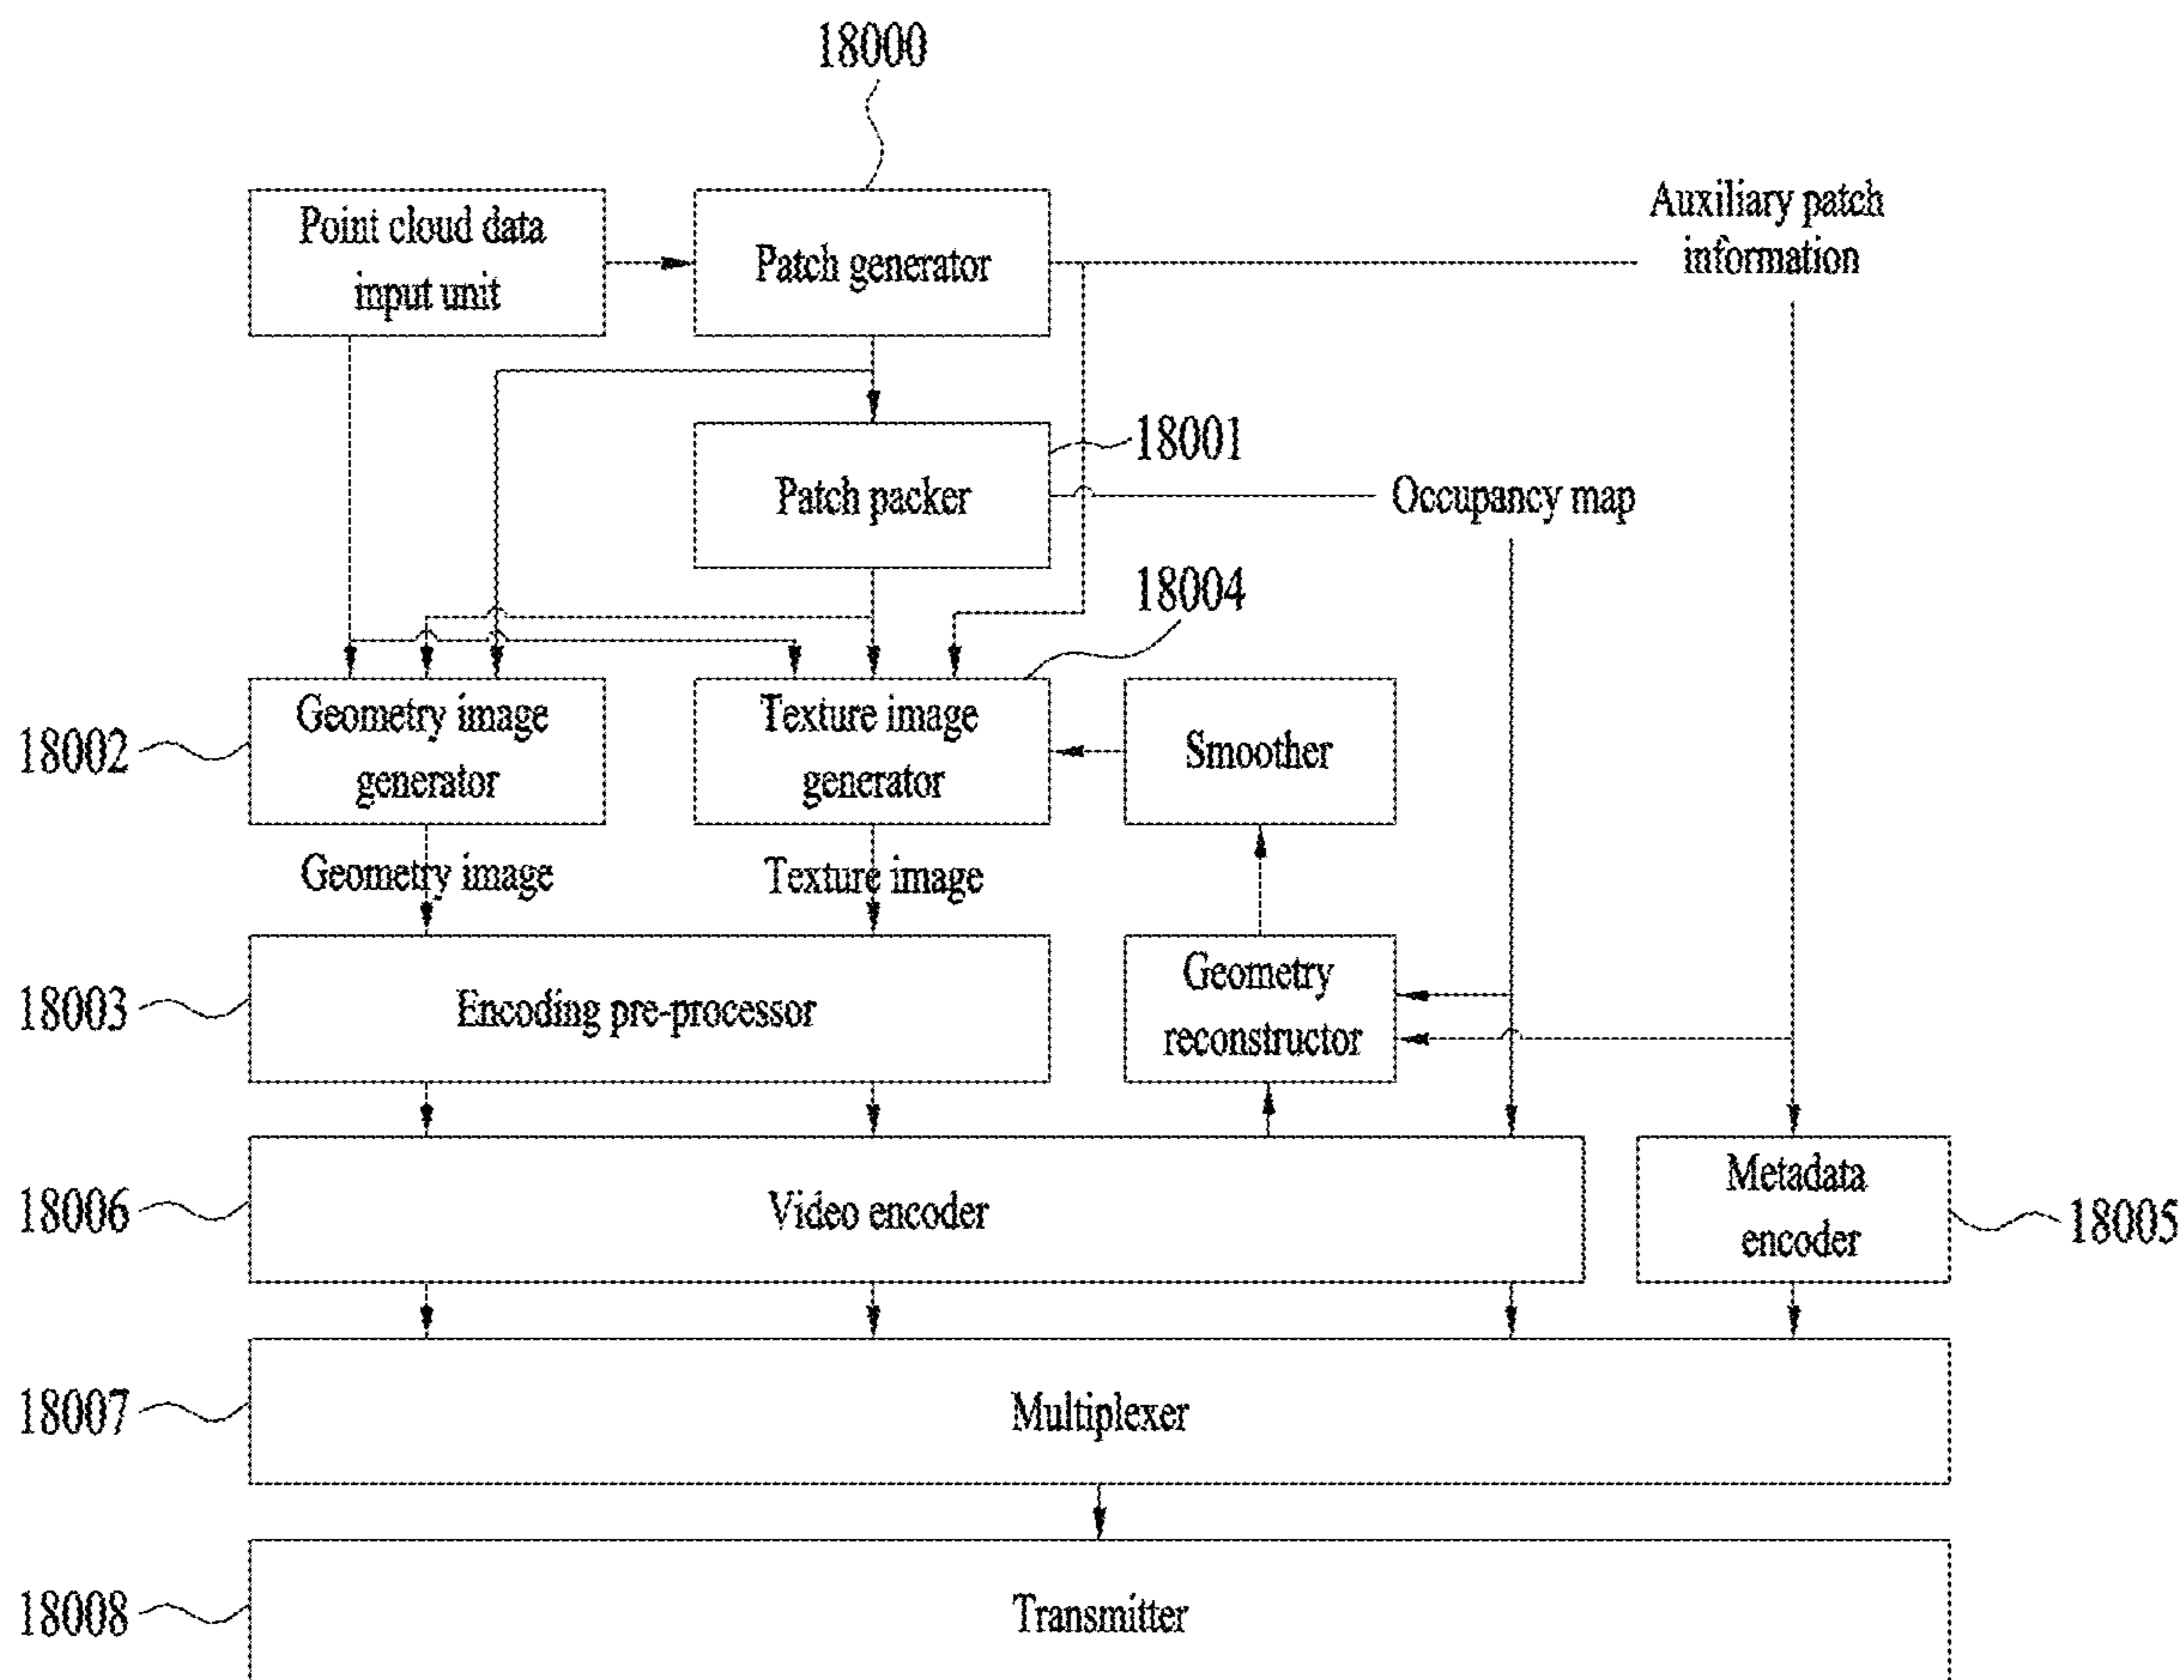 18000
Point cloud data
input unit
Patch generator
Auxiliary patch
information
18001
Patch packer
Occupancy map
18004
18002
Geometry image
generator
Texture image
generator
Smoother
Geometry image
Texture image
18003
Encoding pre-processor
Geometry
reconstructor
18006
Video encoder
Metadata
encoder
18005
18007
Multiplexer
18008
Transmitter